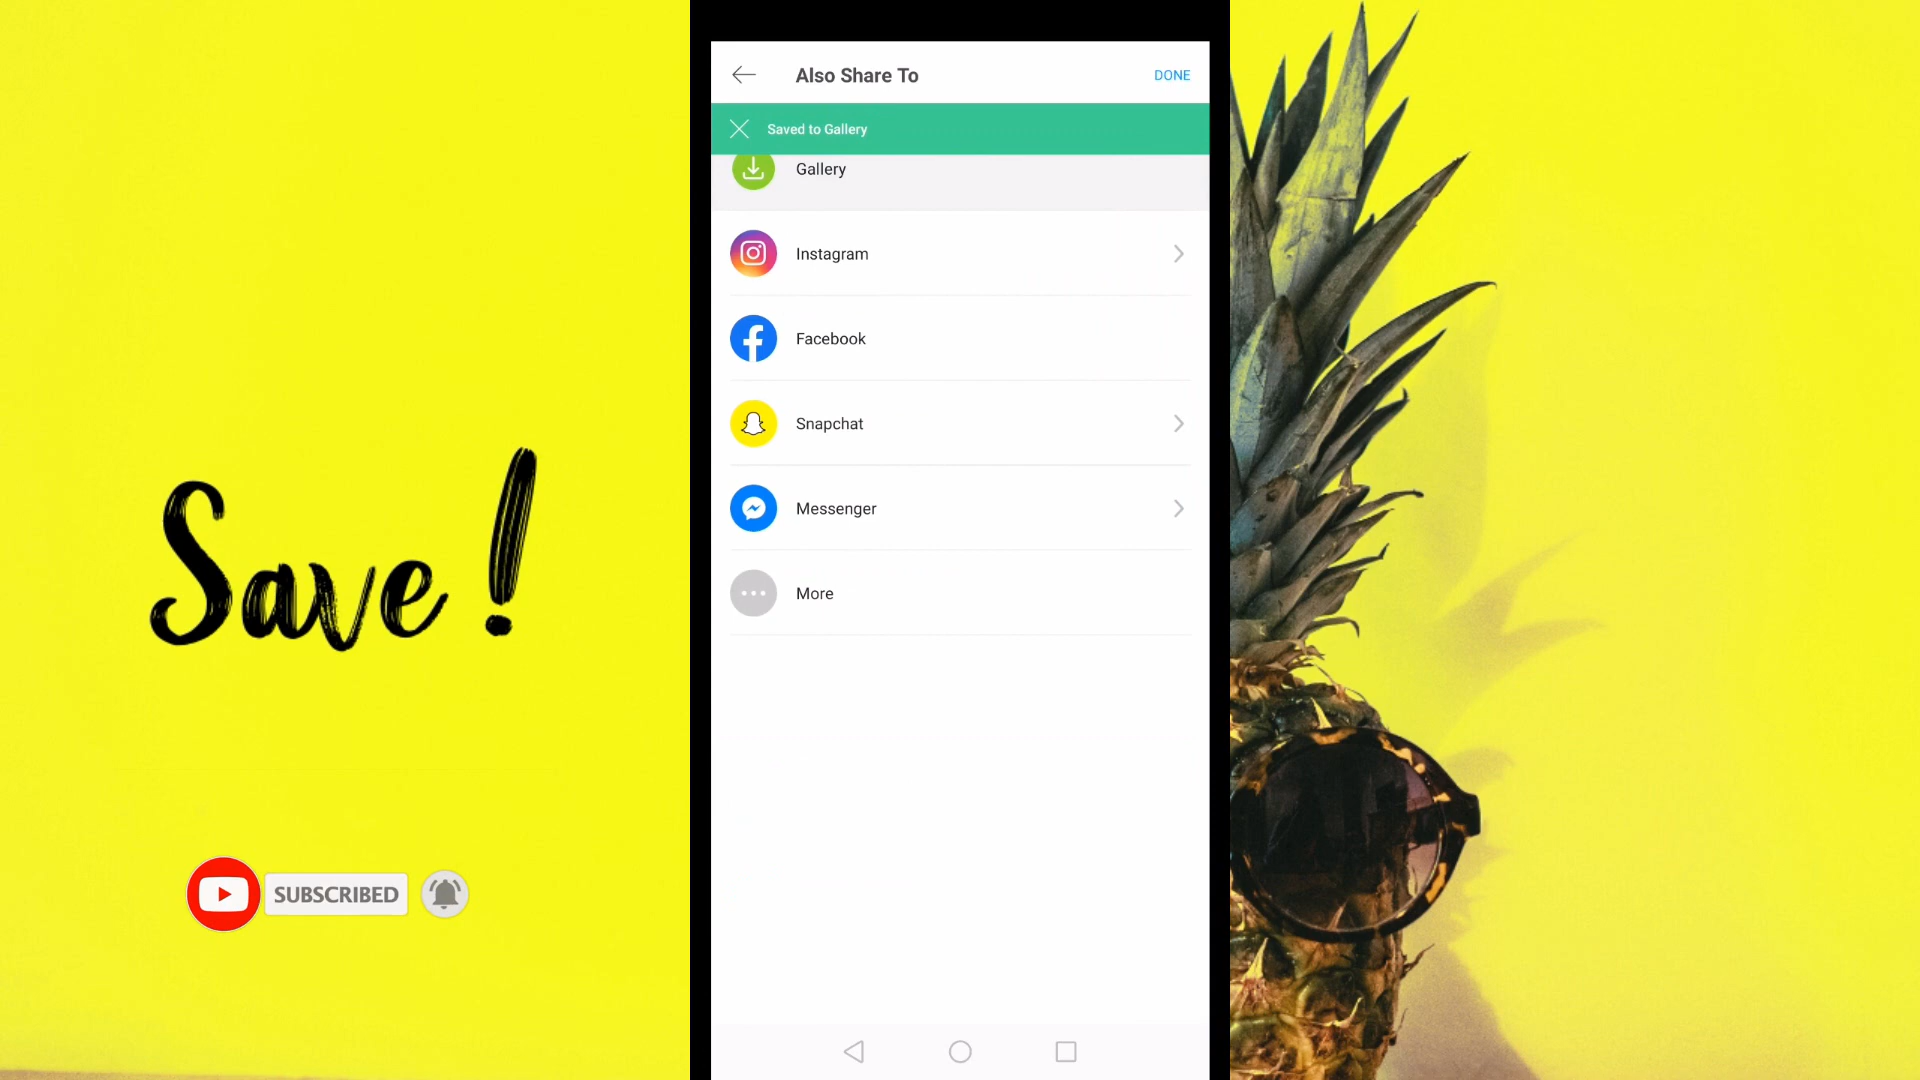 Also Share To
DONE
Saved to Gallery
Gallery
Instagram
Facebook
Snapchat
Messenger
More
Save!
SUBSCRIBED